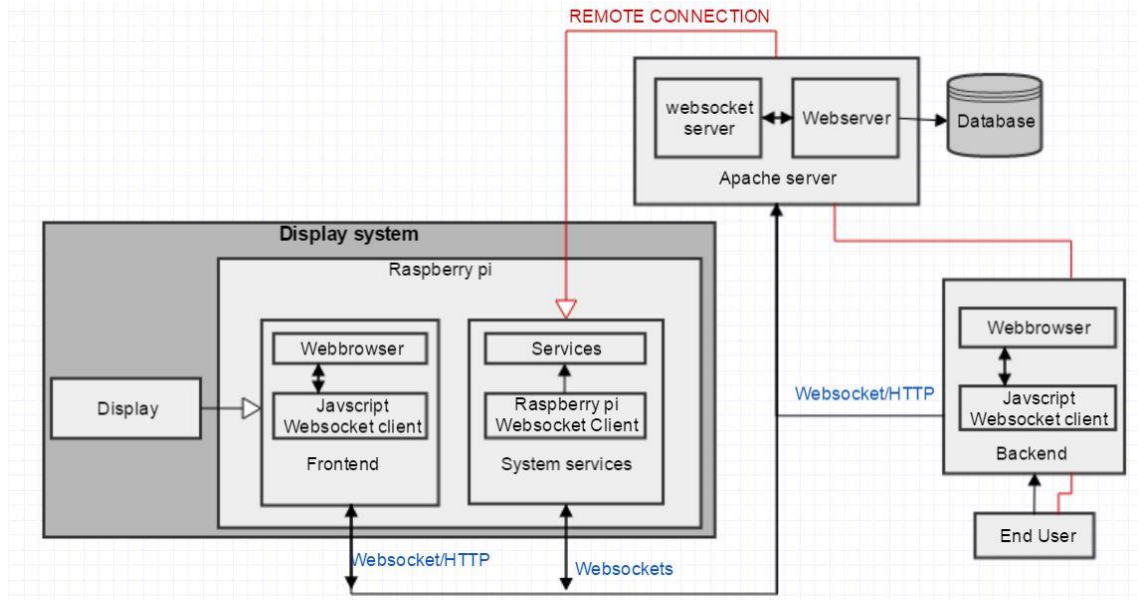 REMOTE CONNECTION
websocket
server
Webserver
Database
Apache server
Display system
Raspberry pi
Webbrowser
Javscript
Websocket client
Frontend
Services
Raspberry pi
Websocket Client
System services
Display
Websocket/HTTP
Webbrowser
Javscript
Websocket client
Backend
End User
Websocket/HTTP
Websockets